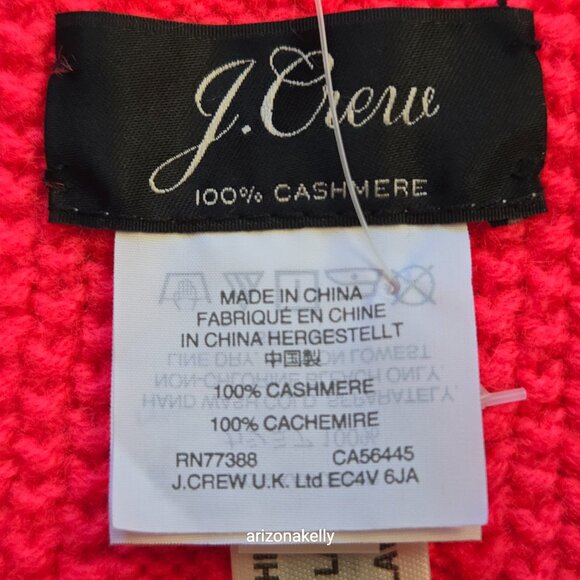 J.Crew
100% CASHMERE
MADE IN CHINA
FABRIQUÉ EN CHINE
IN CHINA HERGESTELLT
中国製
100% CASHMERE
100% CACHEMIRE
RN77388 CA56445
J.CREW U.K. Ltd EC4V 6JA
arizonakelly